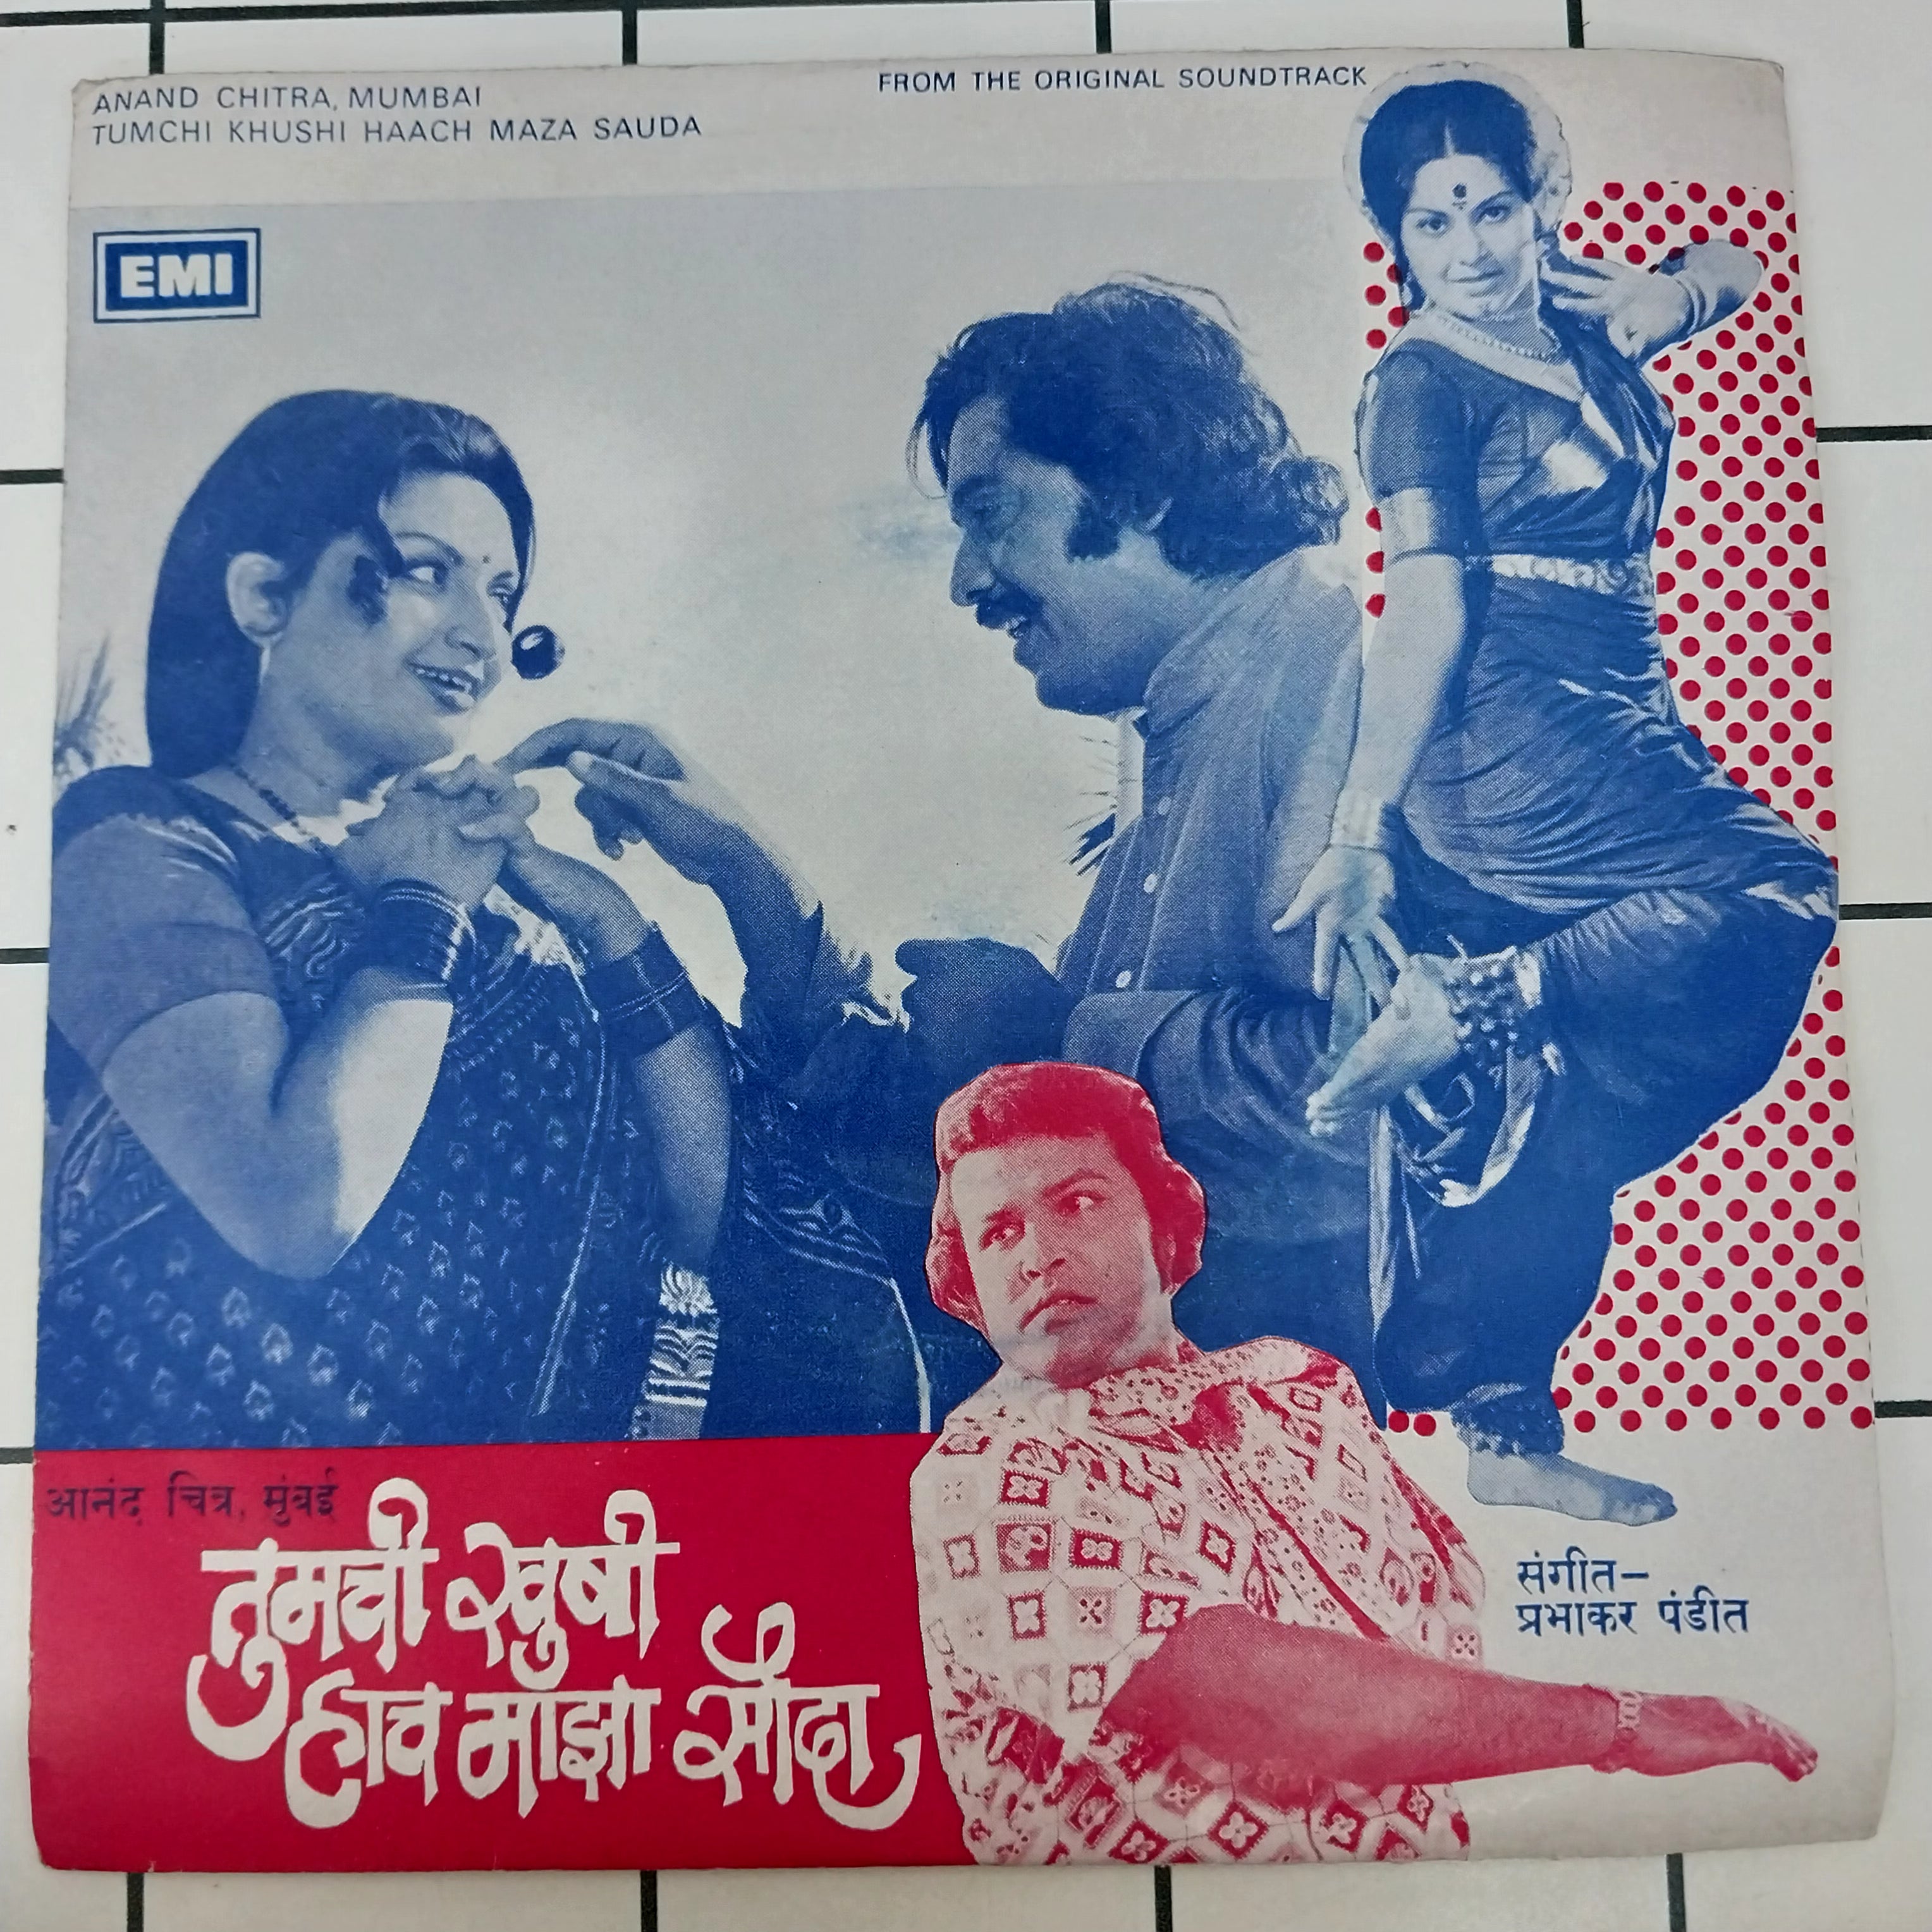 ANAND CHITRA, MUMBAI
TUMCHI KHUSHI HAACH MAZA SAUDA
FROM THE ORIGINAL SOUNDTRACK
EMI
आनंद चित्र, मुंबई
तुमची खुषी
हाच माझा सौदा
संगीत–
प्रभाकर पंडीत